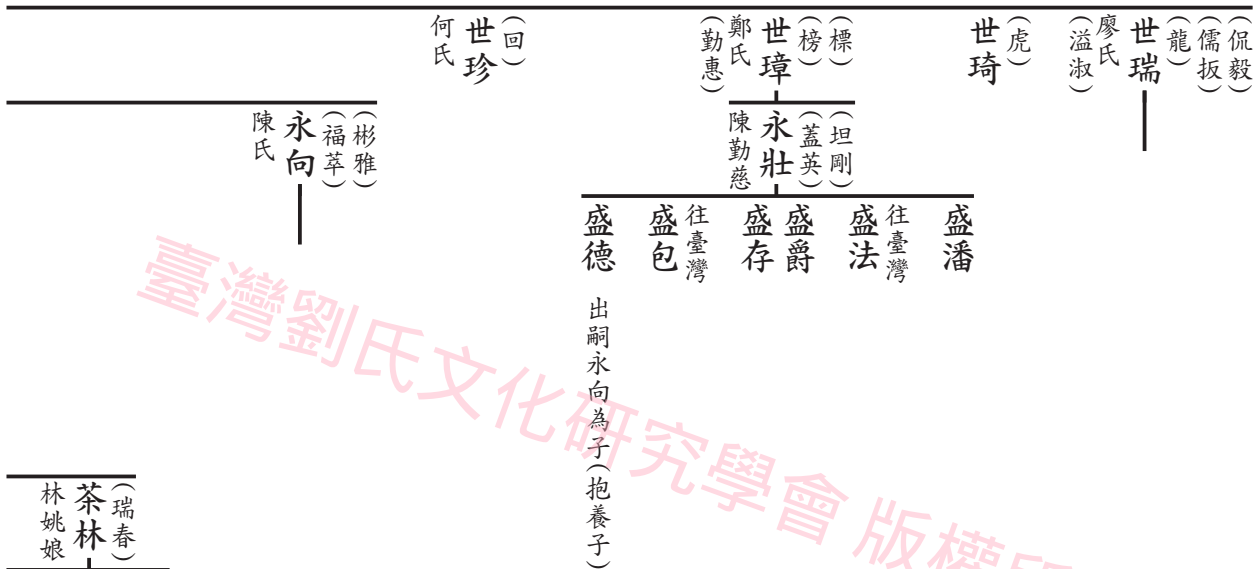 (侃毅)
(儒扳)
(龍)
世瑞
廖氏
(溢淑)
(虎)
世琦
(標)
(榜)
世璋
鄭氏
(勤惠)
(回)
世珍
何氏
(坦剛)
(蓋英)
永壯
陳勤慈
(彬雅)
(福萃)
永向
陳氏
盛潘
往臺灣
盛法
盛爵
盛存
往臺灣
盛包
盛德 出嗣永向為子(抱養子)
(瑞春)
茶林
林姚娘
臺灣劉氏文化研究學會 版權